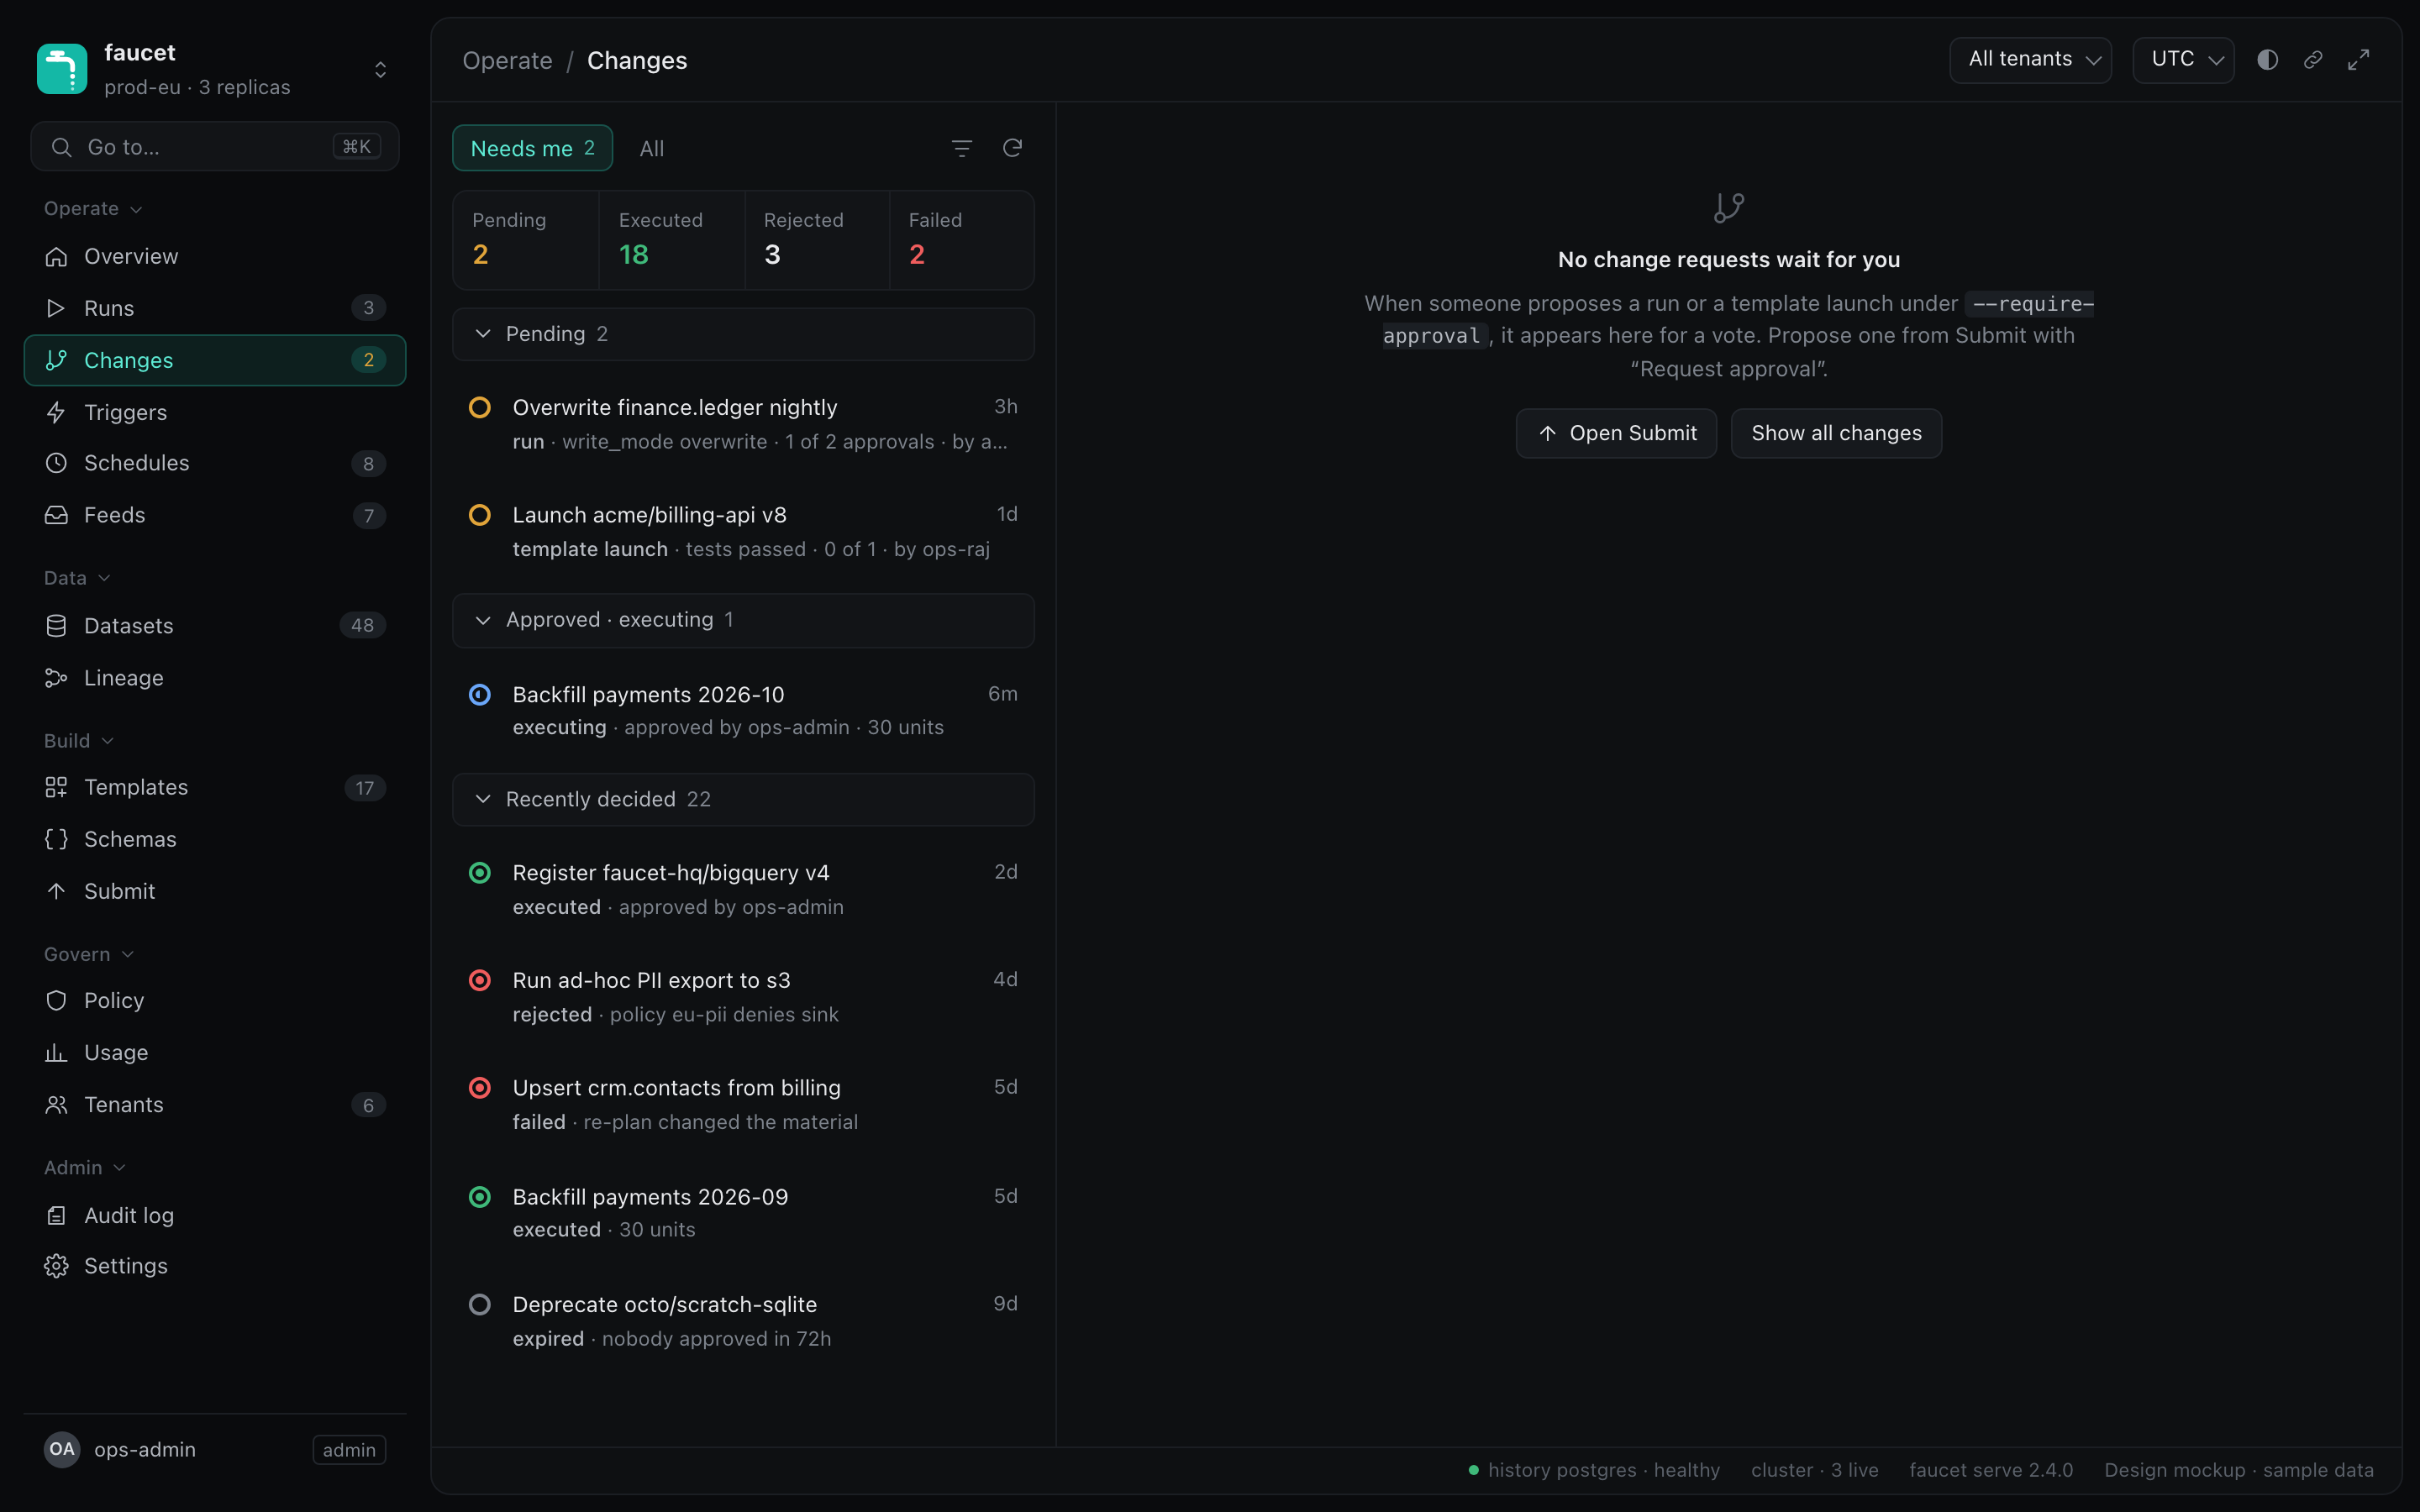 faucet
prod-eu · 3 replicas
Go to...
⌘K
Operate
Overview
Runs 3
Changes 2
Triggers
Schedules 8
Feeds 7
Data
Datasets 48
Lineage
Build
Templates 17
Schemas
Submit
Govern
Policy
Usage
Tenants 6
Admin
Audit log
Settings
OA ops-admin admin
Operate / Changes
All tenants
UTC
Needs me 2
All
Pending
2
Executed
18
Rejected
3
Failed
2
Pending 2
Overwrite finance.ledger nightly 3h
run · write_mode overwrite · 1 of 2 approvals · by a...
Launch acme/billing-api v8 1d
template launch · tests passed · 0 of 1 · by ops-raj
Approved · executing 1
Backfill payments 2026-10 6m
executing · approved by ops-admin · 30 units
Recently decided 22
Register faucet-hq/bigquery v4 2d
executed · approved by ops-admin
Run ad-hoc PII export to s3 4d
rejected · policy eu-pii denies sink
Upsert crm.contacts from billing 5d
failed · re-plan changed the material
Backfill payments 2026-09 5d
executed · 30 units
Deprecate octo/scratch-sqlite 9d
expired · nobody approved in 72h
No change requests wait for you
When someone proposes a run or a template launch under --require-
approval, it appears here for a vote. Propose one from Submit with
“Request approval”.
Open Submit
Show all changes
history postgres · healthy
cluster · 3 live
faucet serve 2.4.0
Design mockup · sample data